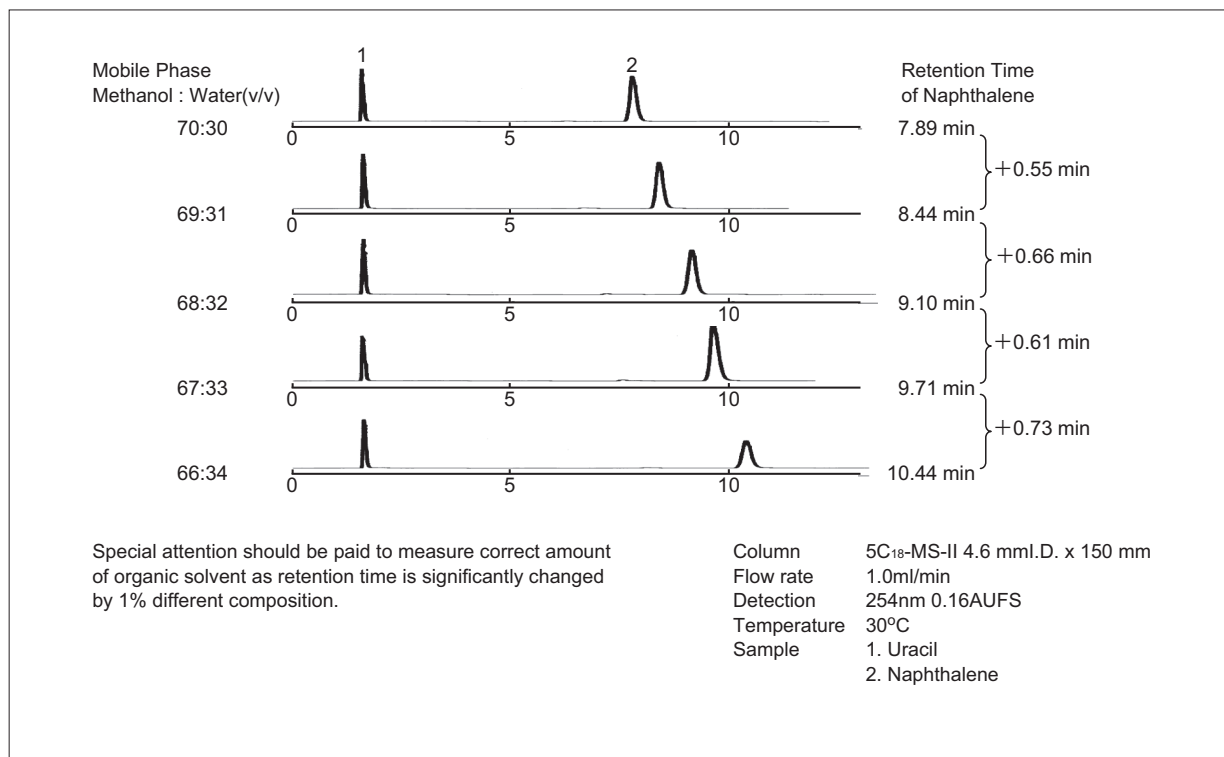 Mobile Phase
Methanol : Water(v/v)
1
2
Retention Time
of Naphthalene
70:30
0
5
10
7.89 min
+0.55 min
69:31
0
5
10
8.44 min
+0.66 min
68:32
0
5
10
9.10 min
+0.61 min
67:33
0
5
10
9.71 min
+0.73 min
66:34
0
5
10
10.44 min
Special attention should be paid to measure correct amount
of organic solvent as retention time is significantly changed
by 1% different composition.
Column 5C₁₈-MS-II 4.6 mmI.D. x 150 mm
Flow rate 1.0ml/min
Detection 254nm 0.16AUFS
Temperature 30ºC
Sample 1. Uracil
2. Naphthalene